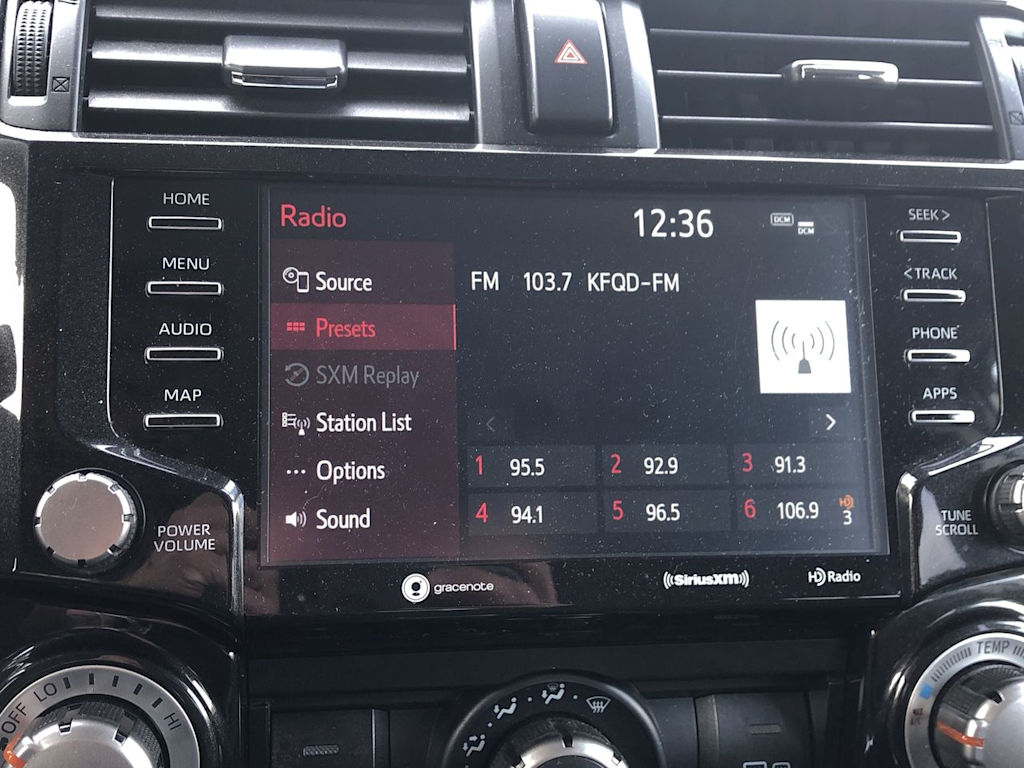 HOME
MENU
AUDIO
MAP
POWER
VOLUME
Radio
12:36
DCM
DCM
Source
Presets
SXM Replay
Station List
Options
Sound
FM 103.7 KFQD-FM
< >
1 95.5
2 92.9
3 91.3
4 94.1
5 96.5
6 106.9 HD 3
gracenote
SiriusXM
HD Radio
SEEK >
< TRACK
PHONE
APPS
TUNE
SCROLL
OFF LO HI
TEMP